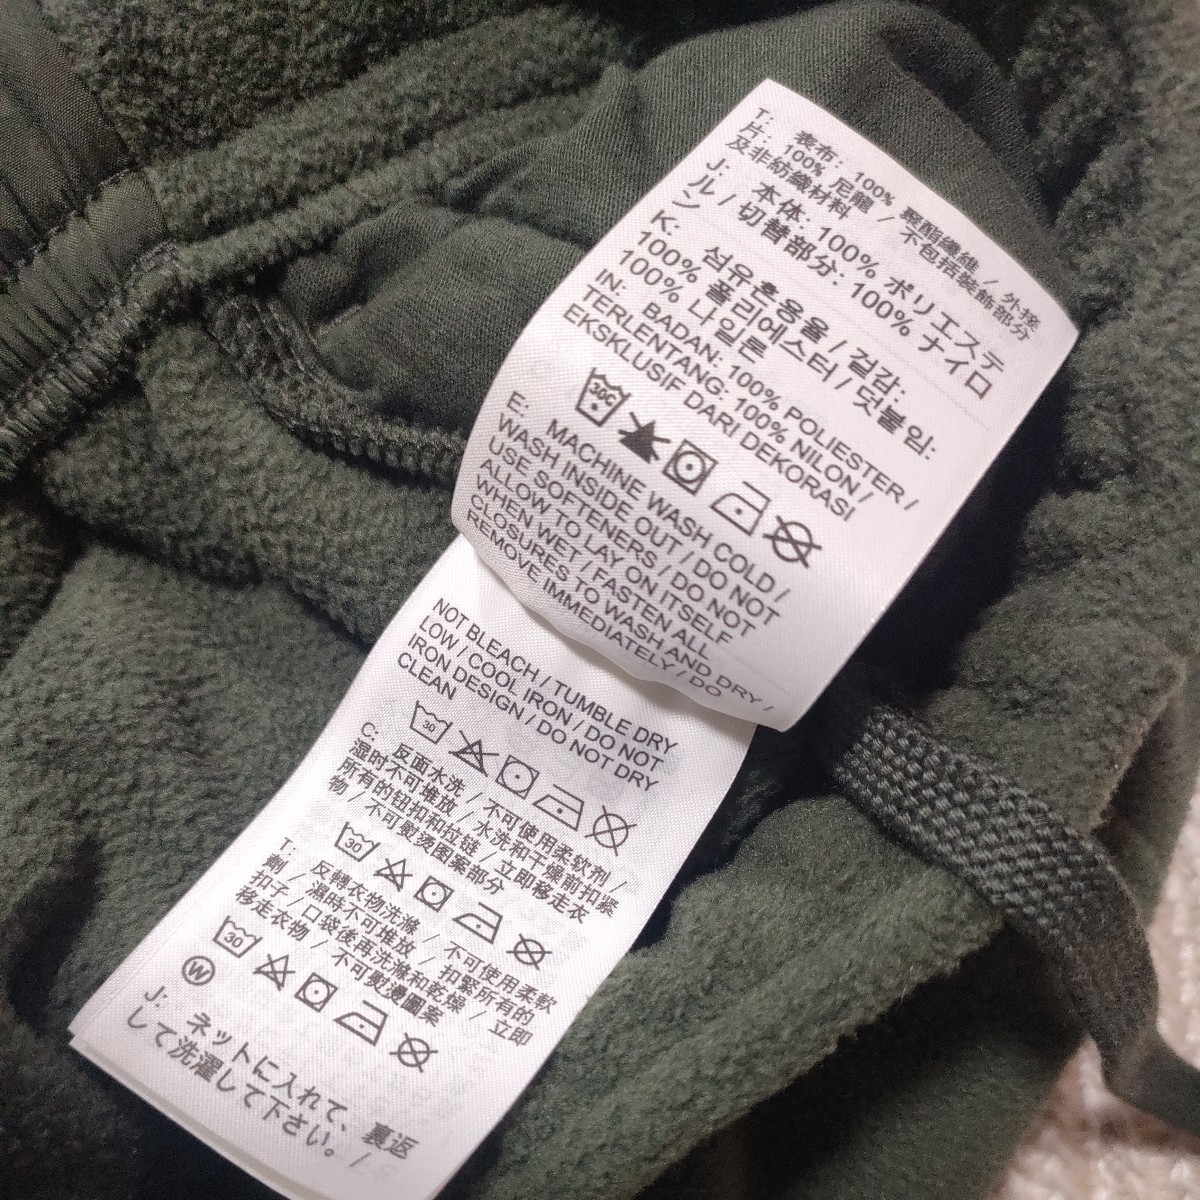 T: 表布: 100% 聚酯纖維 / 外接
片: 100% 尼龍 / 不包括裝飾部分
及非紡織材料
J: 本体: 100% ポリエステ
ル / 切替部分: 100% ナイロ
ン
K: 섬유혼용율 / 겉감:
100% 폴리에스터 / 덧붙임:
100% 나일론
IN: BADAN: 100% POLIESTER /
TERLENTANG: 100% NILON /
EKSKLUSIF DARI DEKORASI
30C
E: MACHINE WASH COLD /
WASH INSIDE OUT / DO NOT
USE SOFTENERS / DO NOT
ALLOW TO LAY ON ITSELF
WHEN WET / FASTEN ALL
CLOSURES TO WASH AND DRY /
REMOVE IMMEDIATELY / DO
NOT BLEACH / TUMBLE DRY
LOW / COOL IRON / DO NOT
IRON DESIGN / DO NOT DRY
CLEAN
30
C: 反面水洗 / 不可使用柔软剂 /
湿时不可堆放 / 水洗和干燥前扣紧
所有的钮扣和拉链 / 立即移走衣
物 / 不可熨烫图案部分
30
T: 反轉衣物洗滌 / 不可使用柔軟
劑 / 濕時不可堆放 / 扣緊所有的
扣子 / 口袋後再洗滌和乾燥 / 立即
移走衣物 / 不可熨燙圖案
30
W
J: ネットに入れて、裏返
して洗濯して下さい。 /